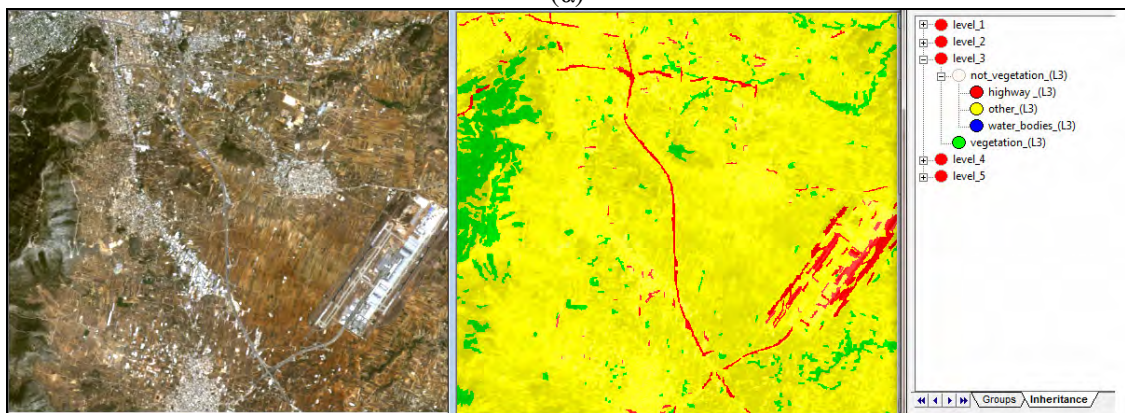 (α)
level_1
level_2
level_3
not_vegetation_(L3)
highway _(L3)
other_(L3)
water_bodies_(L3)
vegetation_(L3)
level_4
level_5
Groups Inheritance